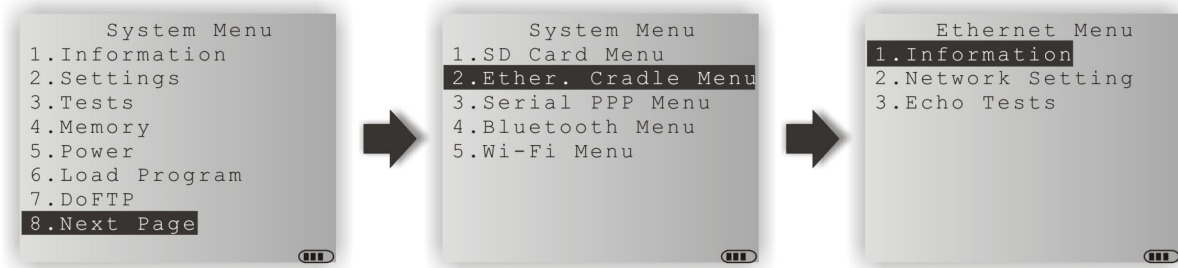 System Menu
1.Information
2.Settings
3.Tests
4.Memory
5.Power
6.Load Program
7.DoFTP
8.Next Page
System Menu
1.SD Card Menu
2.Ether. Cradle Menu
3.Serial PPP Menu
4.Bluetooth Menu
5.Wi-Fi Menu
Ethernet Menu
1.Information
2.Network Setting
3.Echo Tests